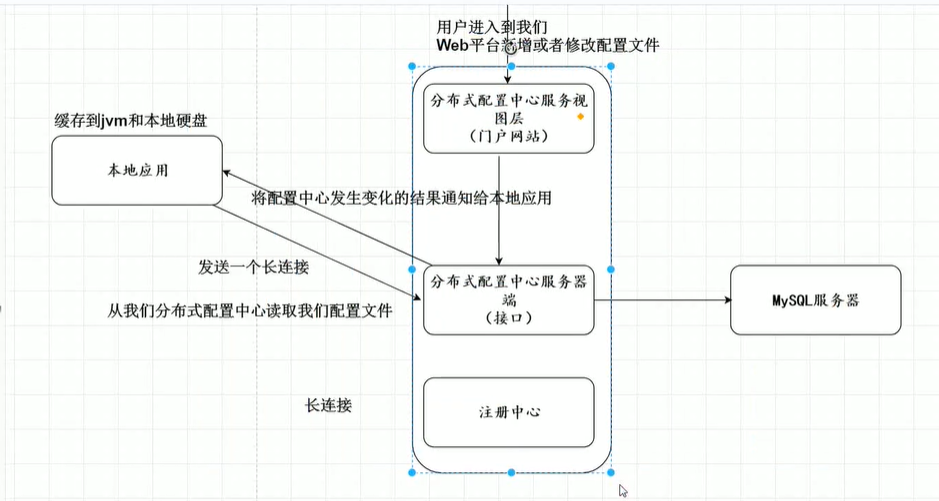 用户进入到我们
Web平台新增或者修改配置文件
分布式配置中心服务视
图层
（门户网站）
缓存到jvm和本地硬盘
本地应用
将配置中心发生变化的结果通知给本地应用
发送一个长连接
分布式配置中心服务器
端
（接口）
MySQL服务器
从我们分布式配置中心读取我们配置文件
长连接
注册中心